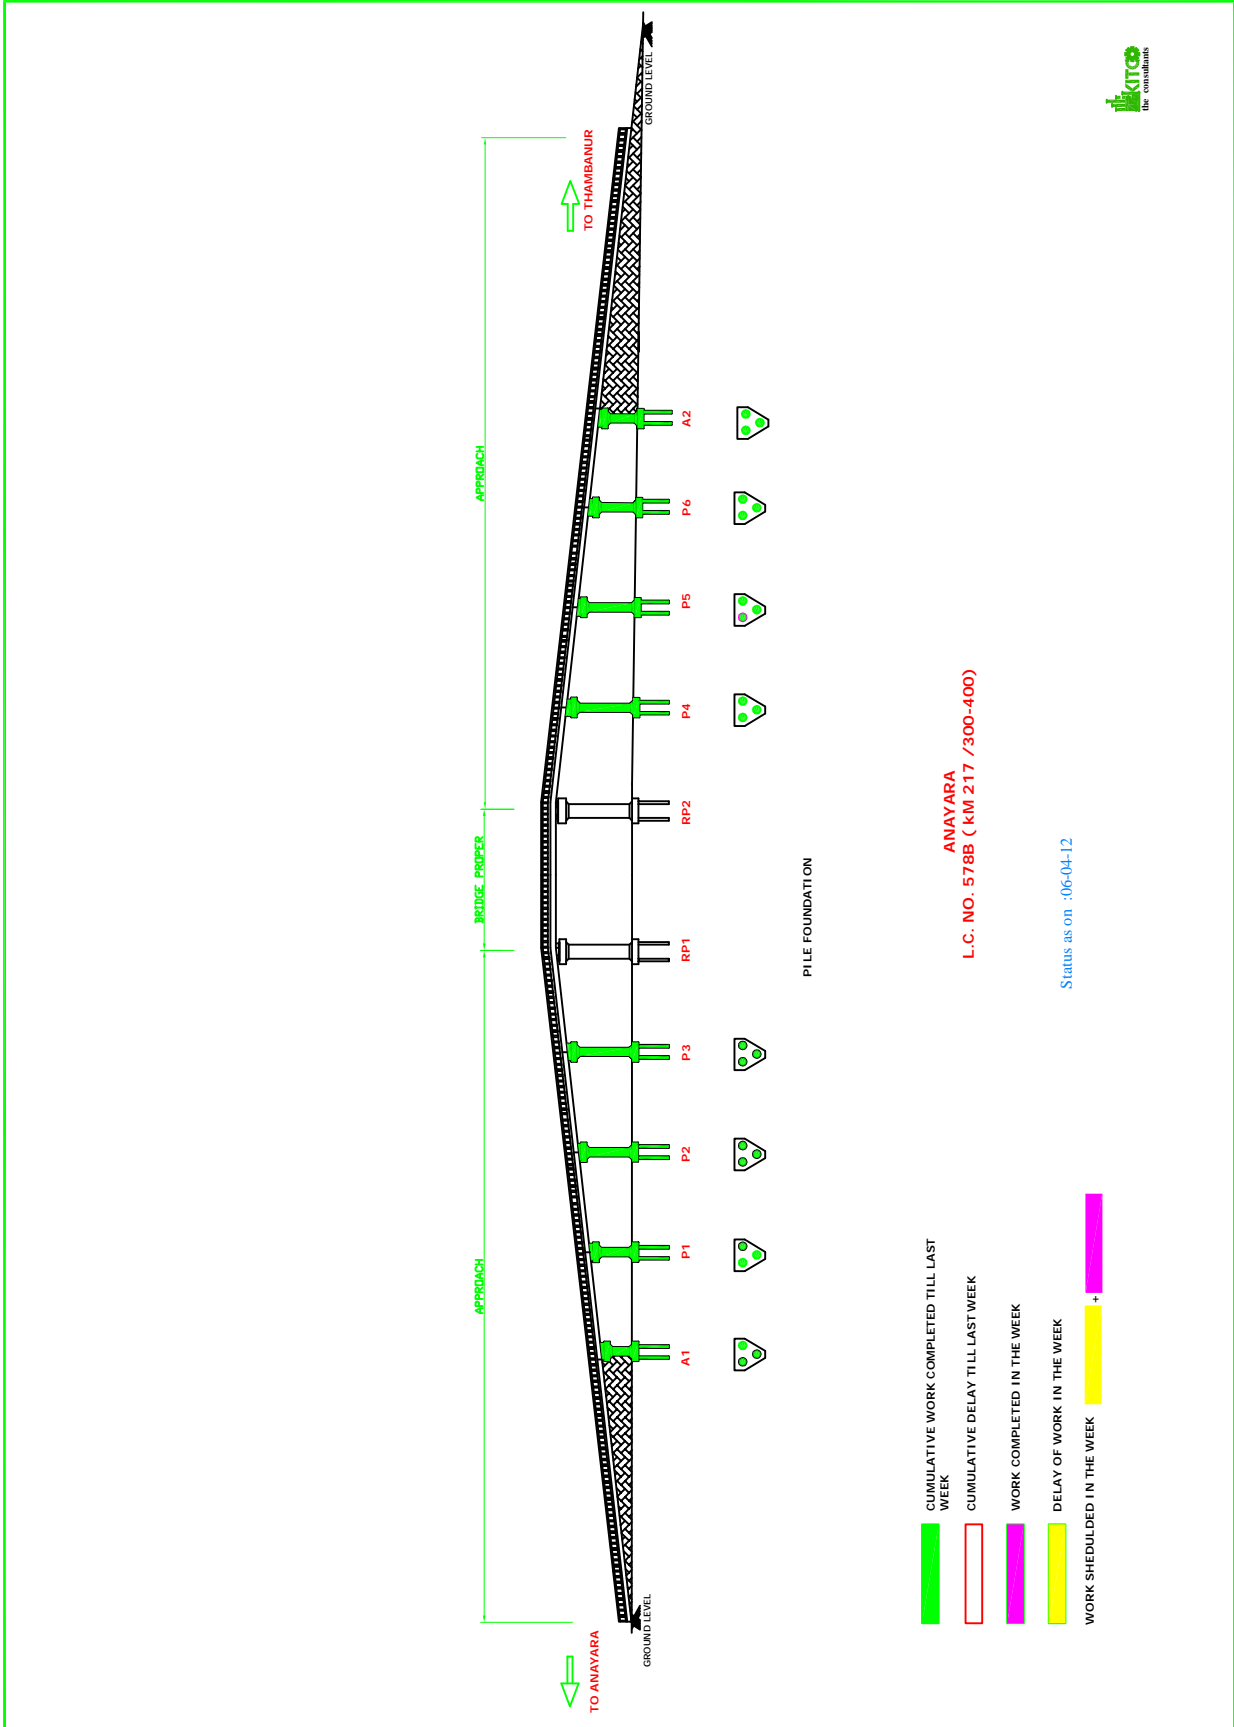 APPROACH
BRIDGE PROPER
APPROACH
TO ANAYARA
TO THAMBANUR
GROUND LEVEL
GROUND LEVEL
A1
P1
P2
P3
RP1
RP2
P4
P5
P6
A2
PILE FOUNDATION
ANAYARA
L.C. NO. 578B ( kM 217 /300-400)
Status as on :06-04-12
CUMULATIVE WORK COMPLETED TILL LAST
WEEK
CUMULATIVE DELAY TILL LAST WEEK
WORK COMPLETED IN THE WEEK
DELAY OF WORK IN THE WEEK
WORK SHEDULDED IN THE WEEK
+
KITCO
the consultants